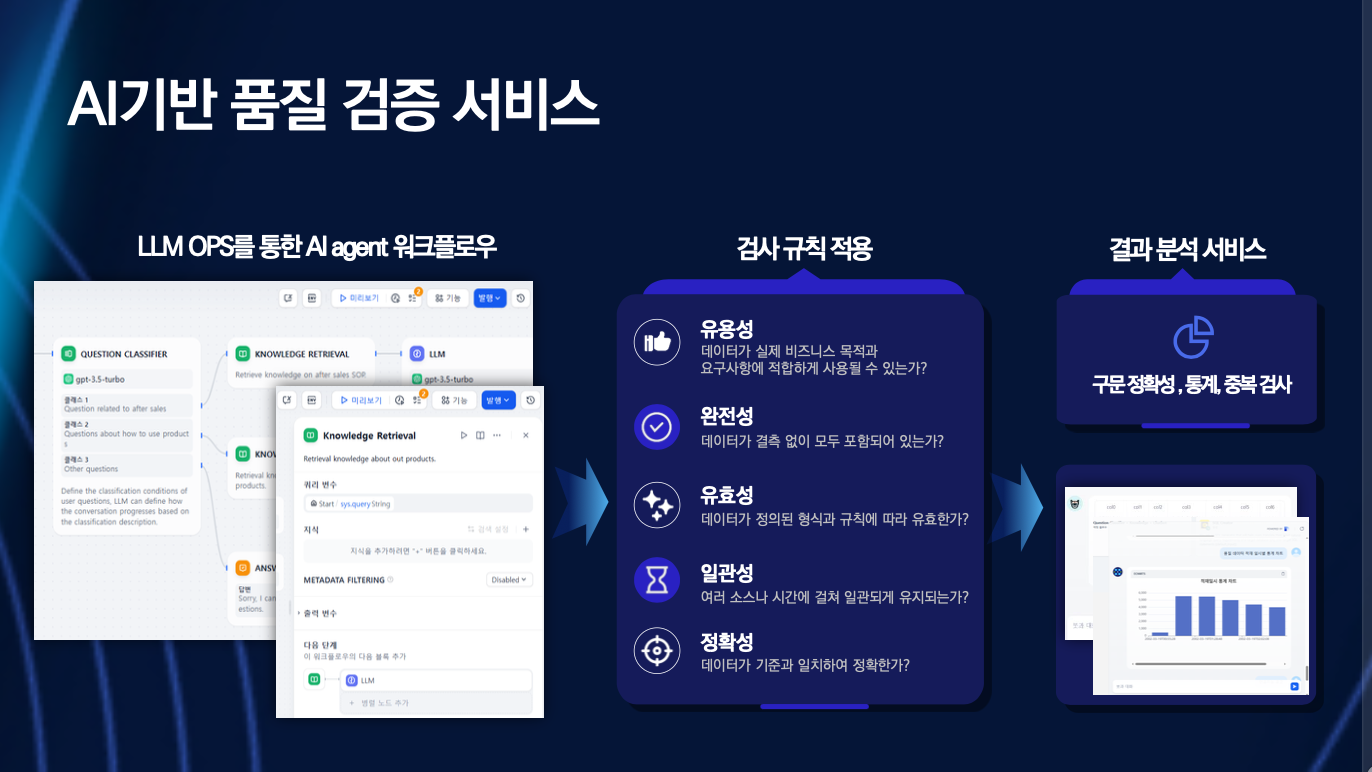 AI기반 품질 검증 서비스
LLM OPS를 통한 AI agent 워크플로우
미리보기
2
기능
발행
QUESTION CLASSIFIER
gpt-3.5-turbo
클래스 1
Question related to after sales
클래스 2
Questions about how to use product
s
클래스 3
Other questions
Define the classification conditions of
user questions, LLM can define how
the conversation progresses based on
the classification description.
KNOWLEDGE RETRIEVAL
Retrieve knowledge on after sales SOP
LLM
gpt-3.5-turbo
KNOW
Retrieval kn
products.
ANSW
답변
Sorry, I can
estions.
미리보기
2
기능
발행
Knowledge Retrieval
Retrieval knowledge about out products.
쿼리 변수
Start / sys.query String
지식
검색 설정
지식을 추가하려면 "+" 버튼을 클릭하세요.
METADATA FILTERING
Disabled
출력 변수
다음 단계
이 워크플로우의 다음 블록 추가
LLM
+ 병렬 노드 추가
검사 규칙 적용
유용성
데이터가 실제 비즈니스 목적과
요구사항에 적합하게 사용될 수 있는가?
완전성
데이터가 결측 없이 모두 포함되어 있는가?
유효성
데이터가 정의된 형식과 규칙에 따라 유효한가?
일관성
여러 소스나 시간에 걸쳐 일관되게 유지되는가?
정확성
데이터가 기준과 일치하여 정확한가?
결과 분석 서비스
구문 정확성 , 통계, 중복 검사